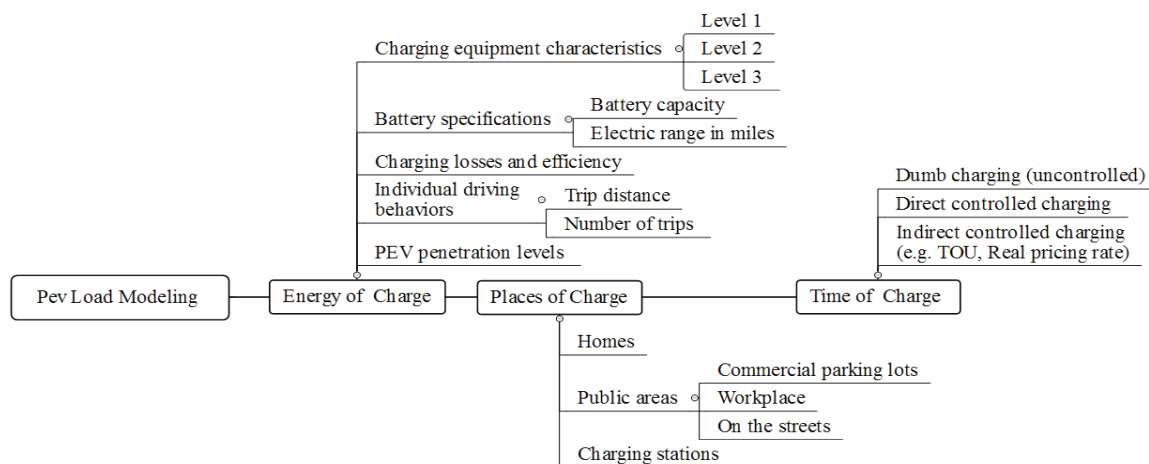 Level 1
Charging equipment characteristics
Level 2
Level 3
Battery capacity
Battery specifications
Electric range in miles
Charging losses and efficiency
Individual driving
behaviors
Trip distance
Number of trips
PEV penetration levels
Dumb charging (uncontrolled)
Direct controlled charging
Indirect controlled charging
(e.g. TOU, Real pricing rate)
Pev Load Modeling
Energy of Charge
Places of Charge
Time of Charge
Homes
Commercial parking lots
Public areas
Workplace
On the streets
Charging stations